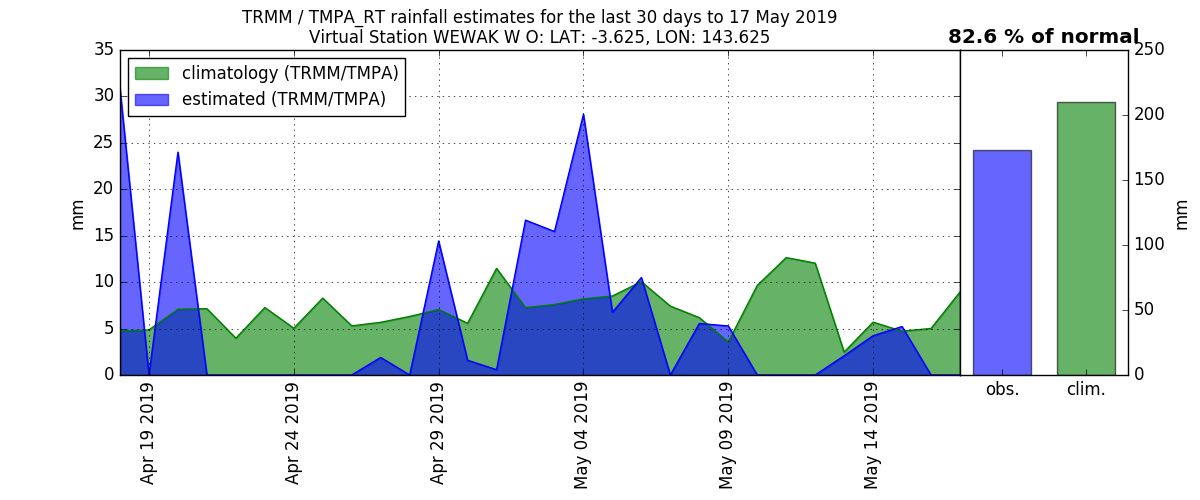 TRMM / TMPA_RT rainfall estimates for the last 30 days to 17 May 2019
Virtual Station WEWAK W O: LAT: -3.625, LON: 143.625
82.6 % of normal
climatology (TRMM/TMPA)
estimated (TRMM/TMPA)
35
30
25
20
15
10
5
0
mm
Apr 19 2019
Apr 24 2019
Apr 29 2019
May 04 2019
May 09 2019
May 14 2019
250
200
150
100
50
0
mm
obs.
clim.